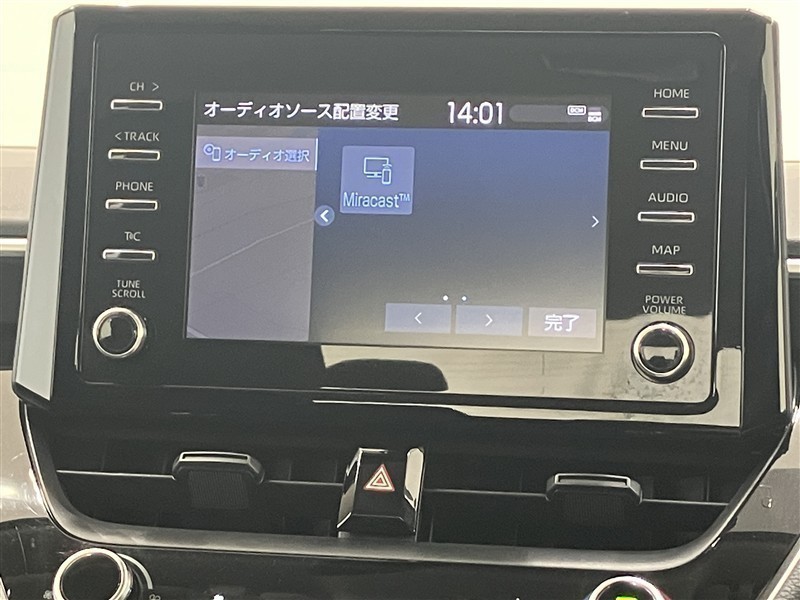 CH >
< TRACK
PHONE
T®C
TUNE
SCROLL
オーディオソース配置変更 14:01
DCM
オーディオ選択
Miracast™
< > 完了
HOME
MENU
AUDIO
MAP
POWER
VOLUME